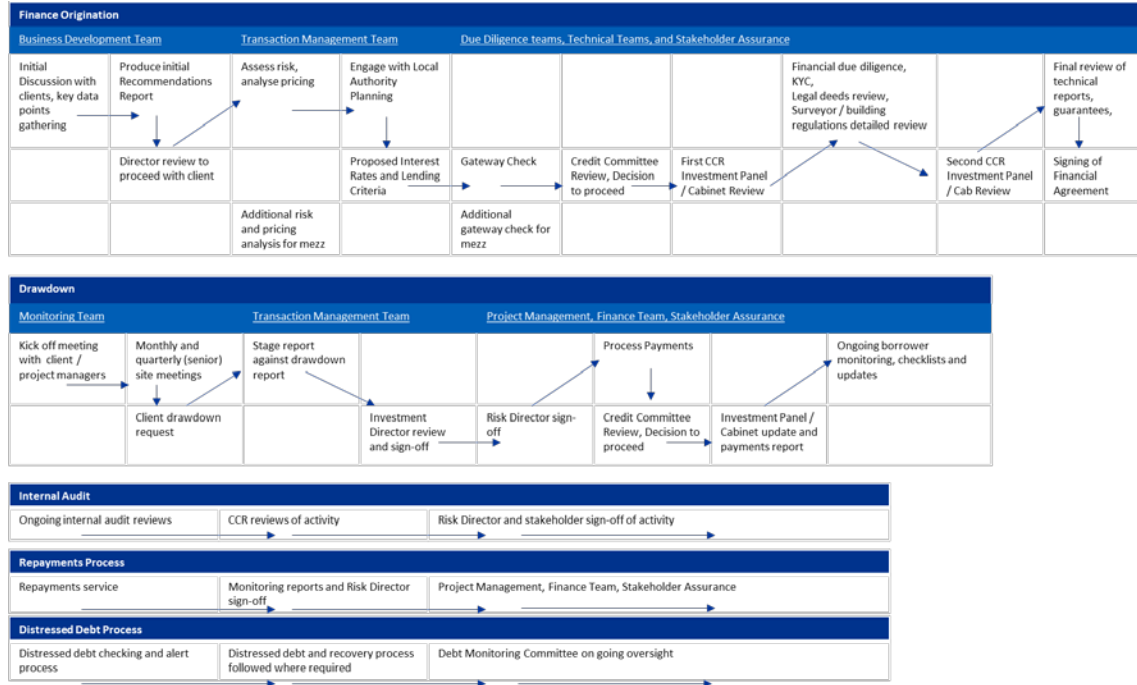 Finance Origination
Business Development Team
Transaction Management Team
Due Diligence teams, Technical Teams, and Stakeholder Assurance
Initial
Discussion with
clients, key data
points
gathering
Produce initial
Recommendations
Report
Assess risk,
analyse pricing
Engage with Local
Authority
Planning
Financial due diligence,
KYC,
Legal deeds review,
Surveyor / building
regulations detailed review
Final review of
technical
reports,
guarantees,
Director review to
proceed with client
Proposed Interest
Rates and Lending
Criteria
Gateway Check
Credit Committee
Review, Decision
to proceed
First CCR
Investment Panel
/ Cabinet Review
Second CCR
Investment Panel
/ Cab Review
Signing of
Financial
Agreement
Additional risk
and pricing
analysis for mezz
Additional
gateway check for
mezz
Drawdown
Monitoring Team
Transaction Management Team
Project Management, Finance Team, Stakeholder Assurance
Kick off meeting
with client /
project managers
Monthly and
quarterly (senior)
site meetings
Stage report
against drawdown
report
Process Payments
Ongoing borrower
monitoring, checklists and
updates
Client drawdown
request
Investment
Director review
and sign-off
Risk Director sign-
off
Credit Committee
Review, Decision to
proceed
Investment Panel /
Cabinet update and
payments report
Internal Audit
Ongoing internal audit reviews
CCR reviews of activity
Risk Director and stakeholder sign-off of activity
Repayments Process
Repayments service
Monitoring reports and Risk Director
sign-off
Project Management, Finance Team, Stakeholder Assurance
Distressed Debt Process
Distressed debt checking and alert
process
Distressed debt and recovery process
followed where required
Debt Monitoring Committee on going oversight